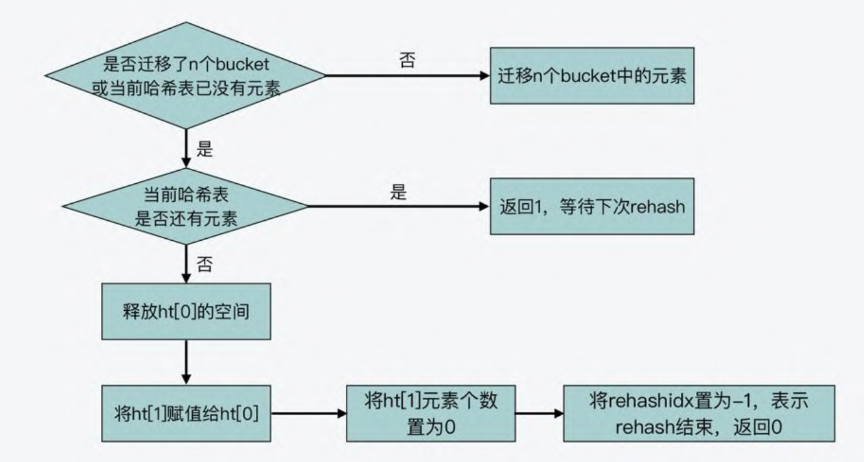 是否迁移了n个bucket
或当前哈希表已没有元素
否
迁移n个bucket中的元素
是
当前哈希表
是否还有元素
是
返回1，等待下次rehash
否
释放ht[0]的空间
将ht[1]赋值给ht[0]
将ht[1]元素个数
置为0
将rehashidx置为-1，表示
rehash结束，返回0